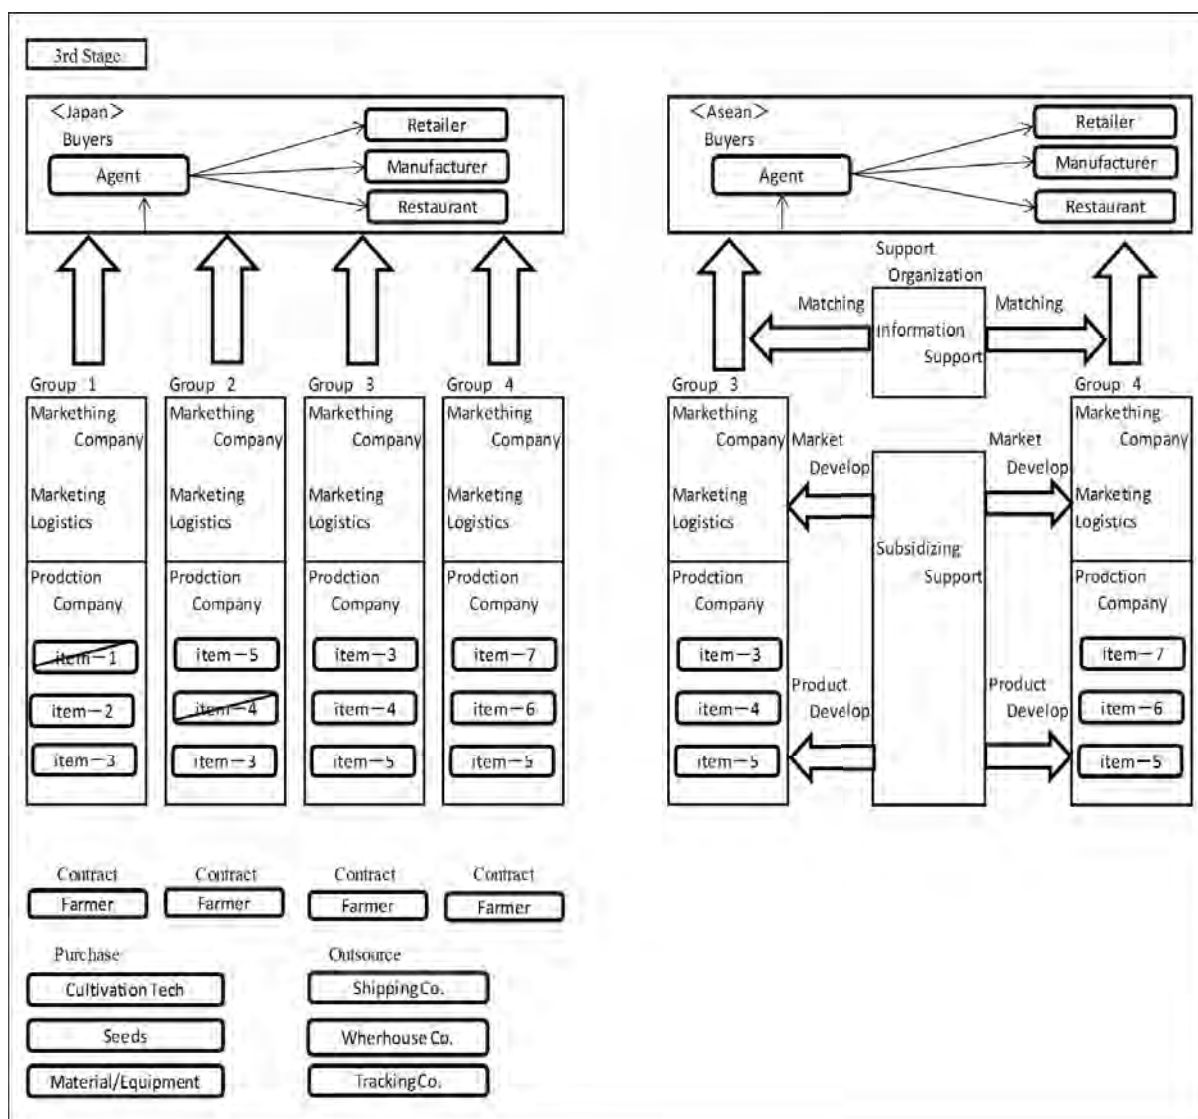 3rd Stage
<Japan>
Buyers
Agent
Retailer
Manufacturer
Restaurant
<Asean>
Buyers
Agent
Retailer
Manufacturer
Restaurant
Support
Organization
Matching
Matching
Information
Support
Group 1
Markething
Company
Marketing
Logistics
Prodction
Company
item-1
item-2
item-3
Group 2
Markething
Company
Marketing
Logistics
Prodction
Company
item-5
item-4
item-3
Group 3
Markething
Company
Marketing
Logistics
Prodction
Company
item-3
item-4
item-5
Group 4
Markething
Company
Marketing
Logistics
Prodction
Company
item-7
item-6
item-5
Group 3
Markething
Company
Marketing
Logistics
Prodction
Company
item-3
item-4
item-5
Market
Develop
Market
Develop
Subsidizing
Support
Product
Develop
Product
Develop
Group 4
Markething
Company
Marketing
Logistics
Prodction
Company
item-7
item-6
item-5
Contract
Farmer
Contract
Farmer
Contract
Farmer
Contract
Farmer
Purchase
Cultivation Tech
Seeds
Material/Equipment
Outsource
Shipping Co.
Wherhouse Co.
Tracking Co.